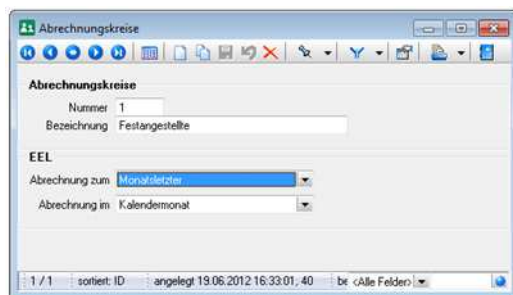 Abrechnungskreise
Abrechnungskreise
Nummer 1
Bezeichnung Festangestellte
EEL
Abrechnung zum Monatsletzter
Abrechnung im Kalendermonat
1 / 1 sortiert: ID angelegt 19.06.2012 16:33:01, 40 be <Alle Felder>